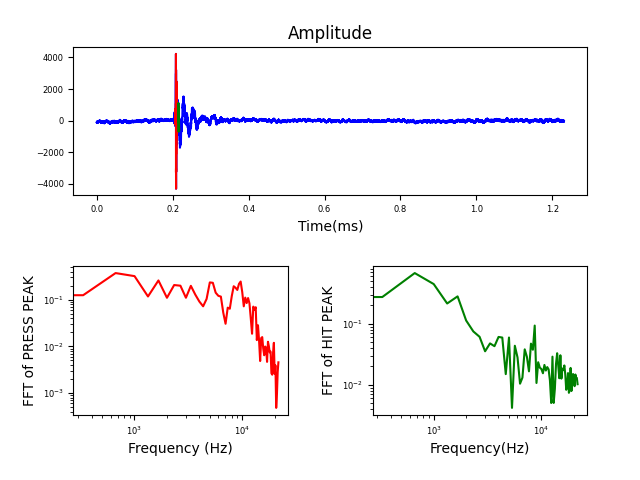 Amplitude
4000
2000
0
−2000
−4000
0.0 0.2 0.4 0.6 0.8 1.0 1.2
Time(ms)
FFT of PRESS PEAK
10⁻¹
10⁻²
10⁻³
10³ 10⁴
Frequency (Hz)
FFT of HIT PEAK
10⁻¹
10⁻²
10³ 10⁴
Frequency(Hz)